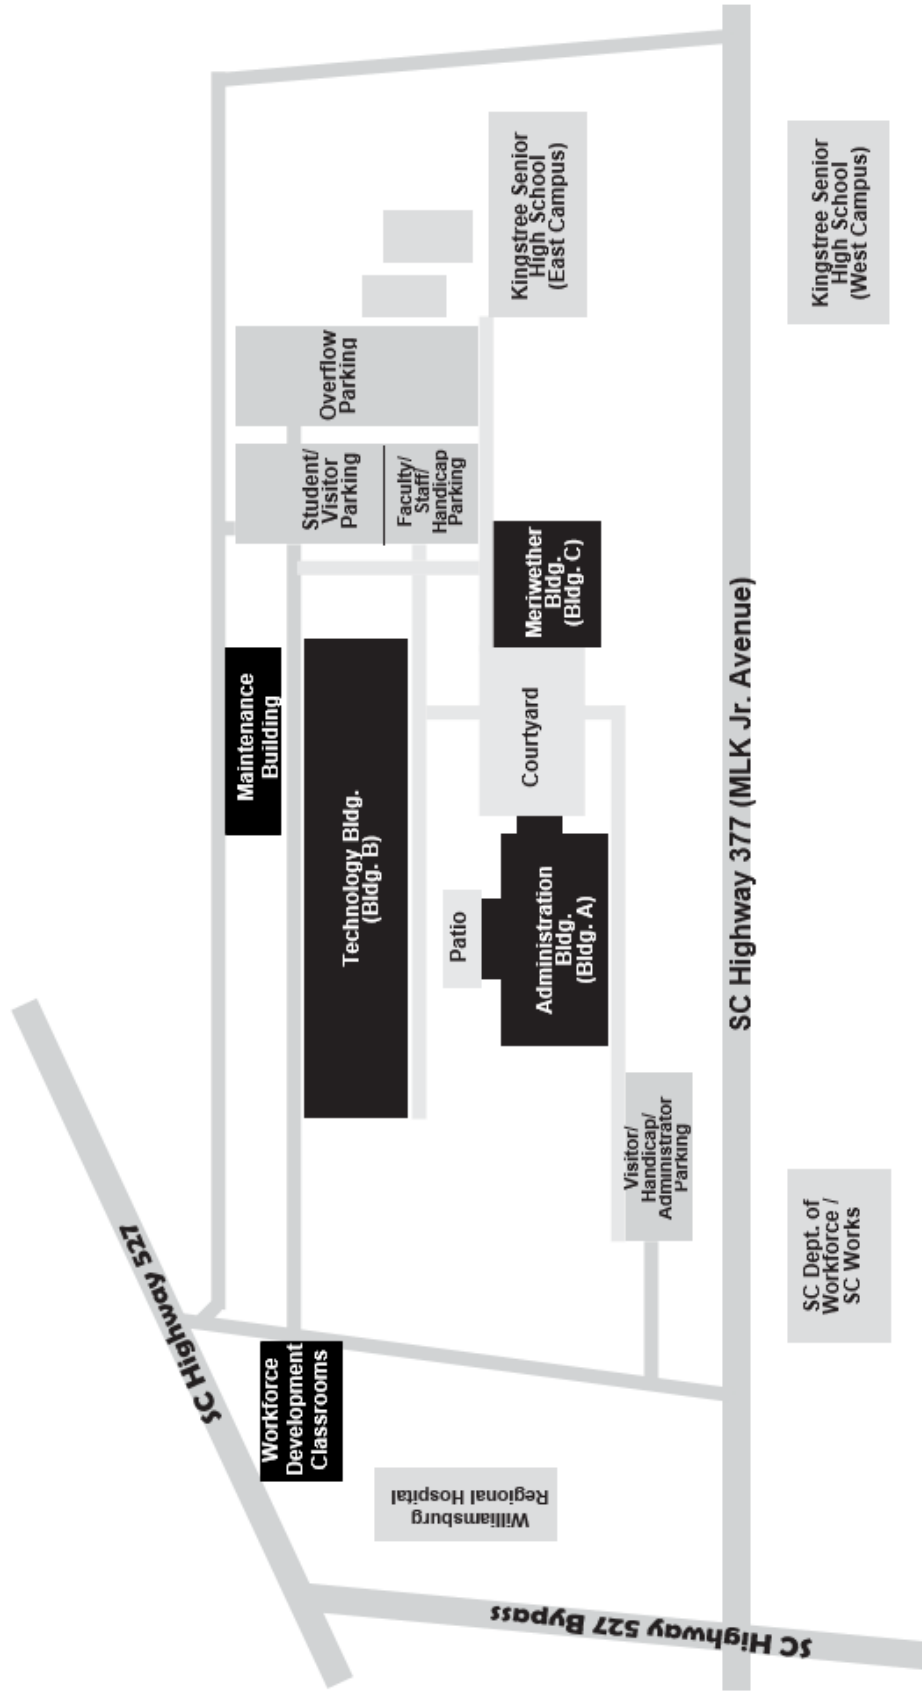 SC Highway 527
Workforce
Development
Classrooms
Maintenance
Building
Student/
Visitor
Parking
Overflow
Parking
Technology Bldg.
(Bldg. B)
Faculty/
Staff/
Handicap
Parking
Williamsburg
Regional Hospital
Patio
Administration
Bldg.
(Bldg. A)
Courtyard
Meriwether
Bldg.
(Bldg. C)
Kingstree Senior
High School
(East Campus)
Visitor/
Handicap/
Administrator
Parking
SC Highway 527 Bypass
SC Highway 377 (MLK Jr. Avenue)
SC Dept. of
Workforce /
SC Works
Kingstree Senior
High School
(West Campus)